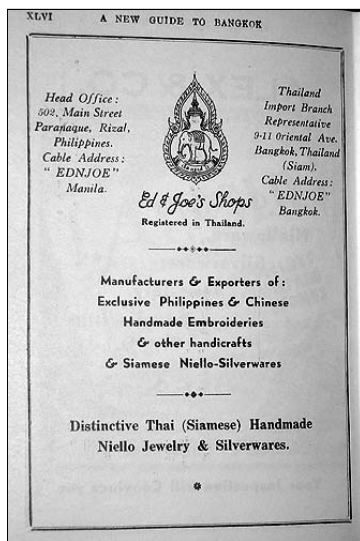 XLVI A NEW GUIDE TO BANGKOK
Head Office:
502, Main Street
Paranaque, Rizal,
Philippines.
Cable Address:
"EDNJOE"
Manila.
Thailand
Import Branch
Representative
9-11 Oriental Ave.
Bangkok, Thailand
(Siam).
Cable Address:
"EDNJOE"
Bangkok.
Ed & Joe's Shops
Registered in Thailand.
Manufacturers & Exporters of:
Exclusive Philippines & Chinese
Handmade Embroideries
& other handicrafts
& Siamese Niello-Silverwares
Distinctive Thai (Siamese) Handmade
Niello Jewelry & Silverwares.